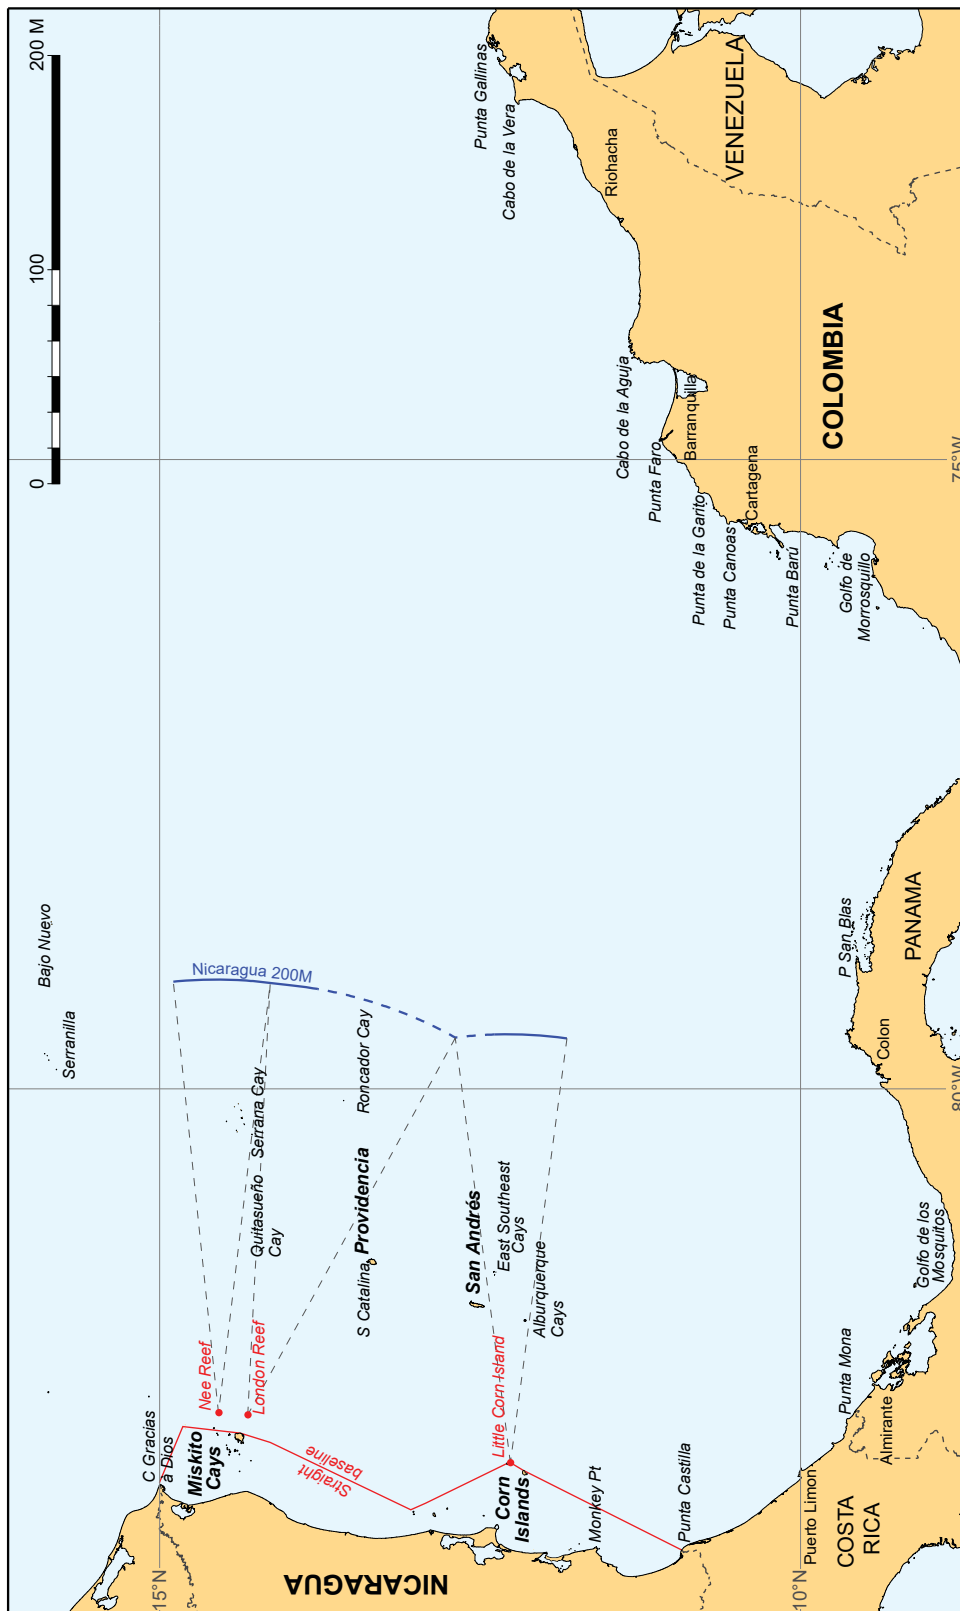 0
100
200 M
Bajo Nuevo
Serranilla
Nicaragua 200M
C Gracias
a Dios
Nee Reef
London Reef
Miskito
Cays
Straight
baseline
Quitasueño
Cay
Serrana Cay
Roncador Cay
S Catalina
Providencia
San Andrés
East Southeast
Cays
Alburquerque
Cays
Little Corn Island
Corn
Islands
Monkey Pt
Punta Castilla
NICARAGUA
15°N
10°N
80°W
75°W
Puerto Limon
COSTA
RICA
Punta Mona
Almirante
Golfo de los
Mosquitos
Colon
P San Blas
PANAMA
Punta Gallinas
Cabo de la Vera
Riohacha
VENEZUELA
Cabo de la Aguja
Punta Faro
Barranquilla
Punta de la Garito
Punta Canoas
Cartagena
Punta Barú
Golfo de
Morrosquillo
COLOMBIA